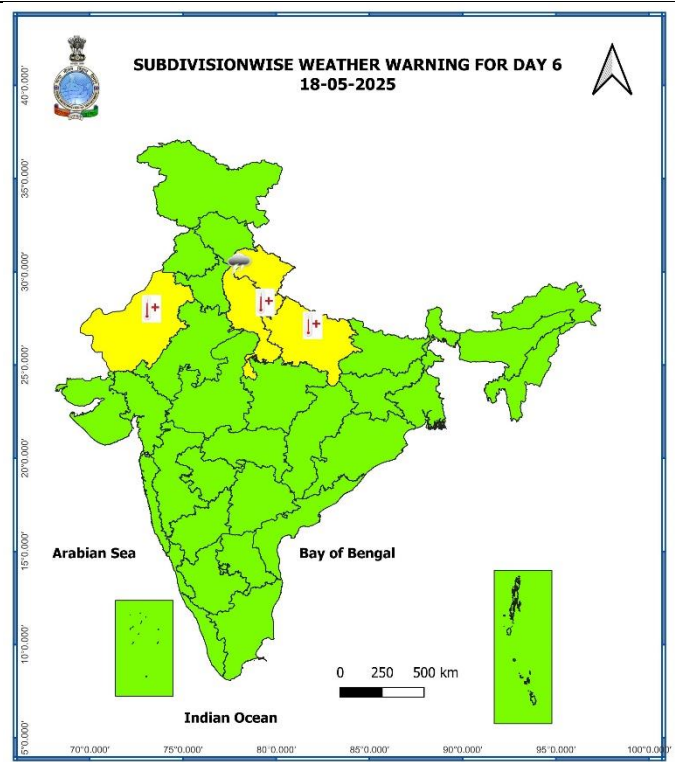 SUBDIVISIONWISE WEATHER WARNING FOR DAY 6
18-05-2025
40°0.000'
35°0.000'
30°0.000'
25°0.000'
20°0.000'
15°0.000'
10°0.000'
5°0.000'
Arabian Sea
Bay of Bengal
0 250 500 km
Indian Ocean
70°0.000' 75°0.000' 80°0.000' 85°0.000' 90°0.000' 95°0.000' 100°0.000'